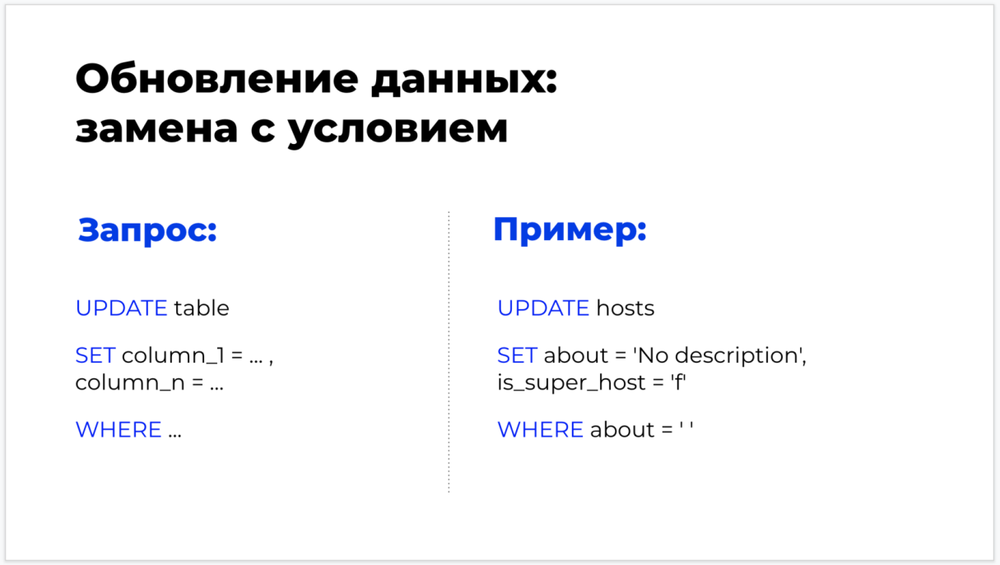 Обновление данных:
замена с условием
Запрос:
UPDATE table
SET column_1 = ... ,
column_n = ...
WHERE ...
Пример:
UPDATE hosts
SET about = 'No description',
is_super_host = 'f'
WHERE about = ' '